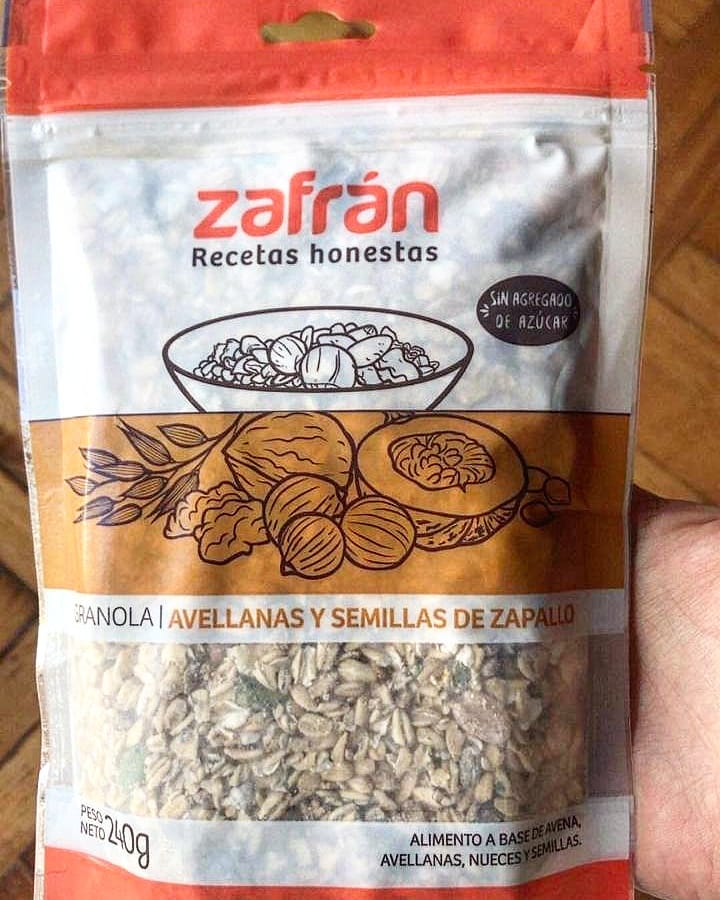 zafrán
Recetas honestas
SIN AGREGADO
DE AZÚCAR
GRANOLA | AVELLANAS Y SEMILLAS DE ZAPALLO
PESO
NETO 240g
ALIMENTO A BASE DE AVENA,
AVELLANAS, NUECES Y SEMILLAS.